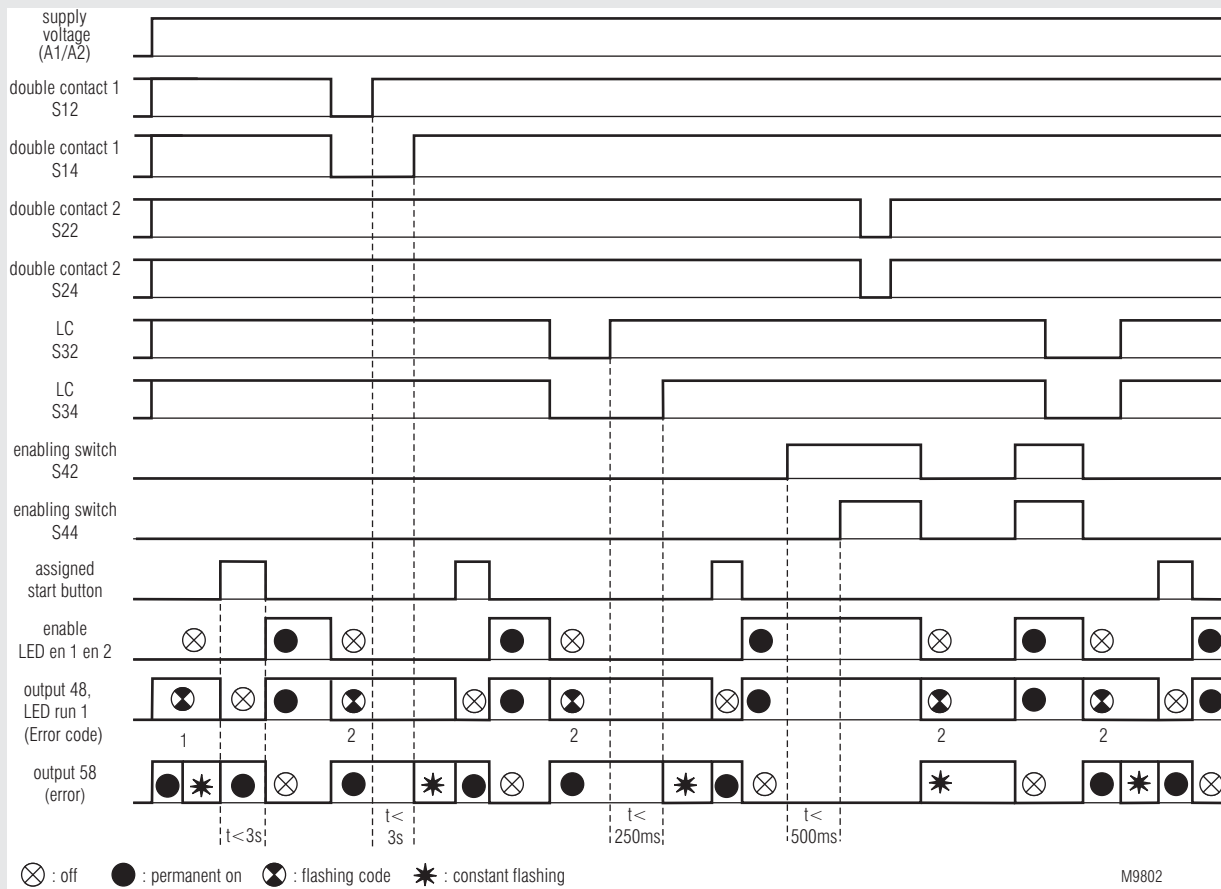 supply
voltage
(A1/A2)
double contact 1
S12
double contact 1
S14
double contact 2
S22
double contact 2
S24
LC
S32
LC
S34
enabling switch
S42
enabling switch
S44
assigned
start button
enable
LED en 1 en 2
output 48,
LED run 1
(Error code)
1
2
2
2
2
output 58
(error)
t<3s
t<
3s
t<
250ms
t<
500ms
: off
: permanent on
: flashing code
: constant flashing
M9802